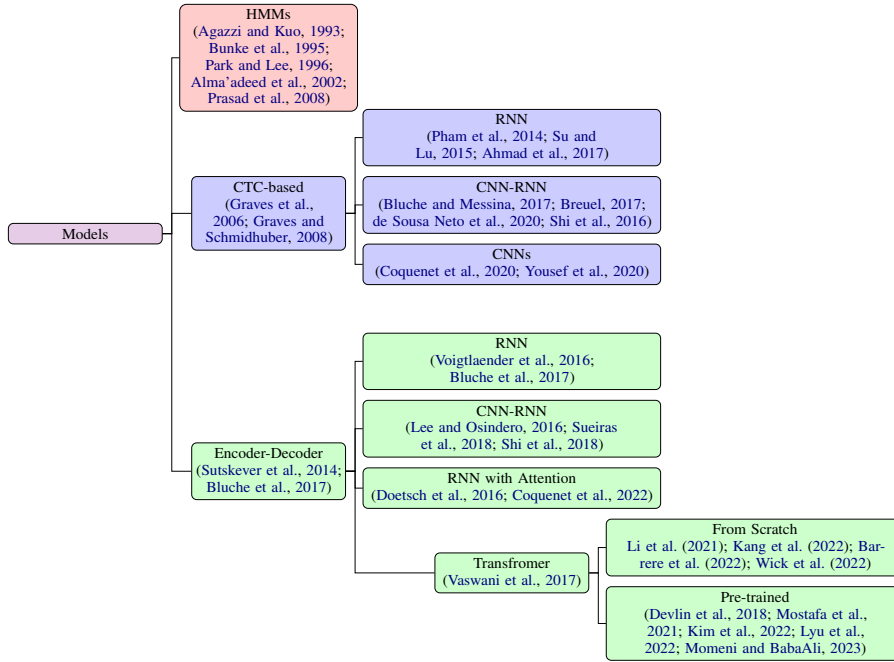 HMMs
(Agazzi and Kuo, 1993;
Bunke et al., 1995;
Park and Lee, 1996;
Alma'adeed et al., 2002;
Prasad et al., 2008)
RNN
(Pham et al., 2014; Su and
Lu, 2015; Ahmad et al., 2017)
CTC-based
(Graves et al.,
2006; Graves and
Schmidhuber, 2008)
CNN-RNN
(Bluche and Messina, 2017; Breuel, 2017;
de Sousa Neto et al., 2020; Shi et al., 2016)
Models
CNNs
(Coquenet et al., 2020; Yousef et al., 2020)
RNN
(Voigtlaender et al., 2016;
Bluche et al., 2017)
CNN-RNN
(Lee and Osindero, 2016; Sueiras
et al., 2018; Shi et al., 2018)
Encoder-Decoder
(Sutskever et al., 2014;
Bluche et al., 2017)
RNN with Attention
(Doetsch et al., 2016; Coquenet et al., 2022)
From Scratch
Li et al. (2021); Kang et al. (2022); Bar-
rere et al. (2022); Wick et al. (2022)
Transfromer
(Vaswani et al., 2017)
Pre-trained
(Devlin et al., 2018; Mostafa et al.,
2021; Kim et al., 2022; Lyu et al.,
2022; Momeni and BabaAli, 2023)